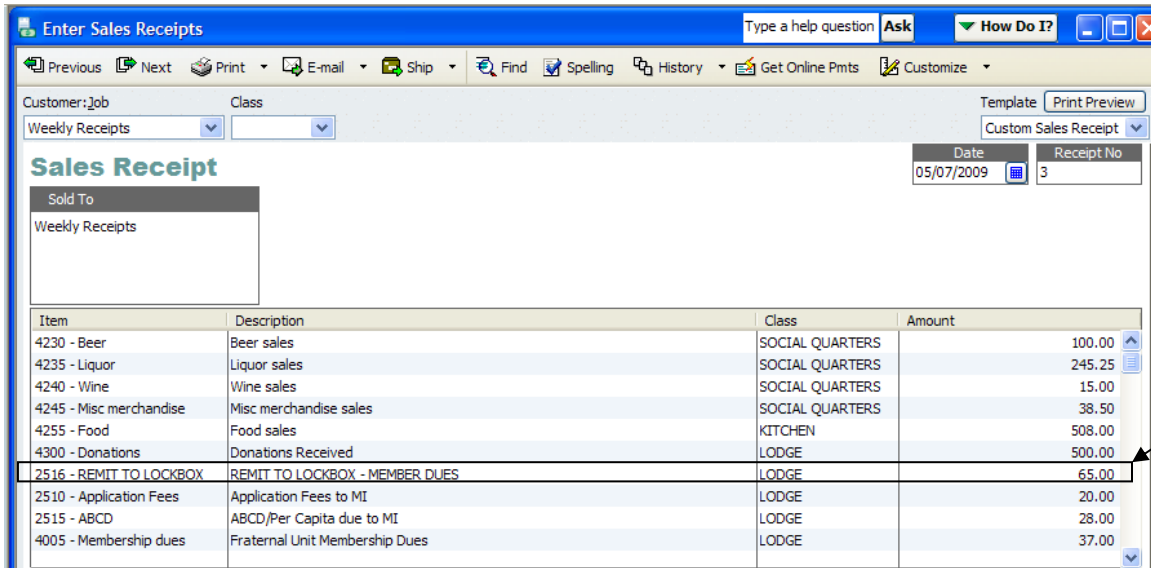 Enter Sales Receipts Type a help question Ask How Do I?
Previous Next Print E-mail Ship Find Spelling History Get Online Pmts Customize
Customer:Job Class Template Print Preview
Weekly Receipts Custom Sales Receipt
Sales Receipt Date Receipt No
05/07/2009 3
Sold To
Weekly Receipts
Item Description Class Amount
4230 - Beer Beer sales SOCIAL QUARTERS 100.00
4235 - Liquor Liquor sales SOCIAL QUARTERS 245.25
4240 - Wine Wine sales SOCIAL QUARTERS 15.00
4245 - Misc merchandise Misc merchandise sales SOCIAL QUARTERS 38.50
4255 - Food Food sales KITCHEN 508.00
4300 - Donations Donations Received LODGE 500.00
2516 - REMIT TO LOCKBOX REMIT TO LOCKBOX - MEMBER DUES LODGE 65.00
2510 - Application Fees Application Fees to MI LODGE 20.00
2515 - ABCD ABCD/Per Capita due to MI LODGE 28.00
4005 - Membership dues Fraternal Unit Membership Dues LODGE 37.00